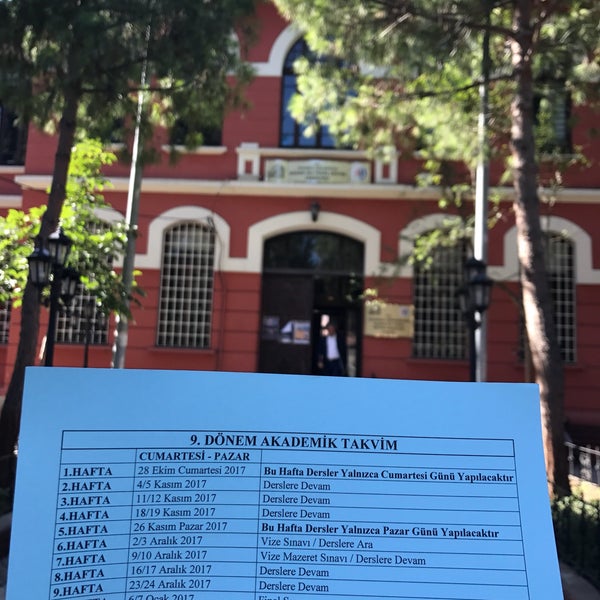 9. DÖNEM AKADEMİK TAKVİM
CUMARTESİ - PAZAR
1.HAFTA 28 Ekim Cumartesi 2017 Bu Hafta Dersler Yalnızca Cumartesi Günü Yapılacaktır
2.HAFTA 4/5 Kasım 2017 Derslere Devam
3.HAFTA 11/12 Kasım 2017 Derslere Devam
4.HAFTA 18/19 Kasım 2017 Derslere Devam
5.HAFTA 26 Kasım Pazar 2017 Bu Hafta Dersler Yalnızca Pazar Günü Yapılacaktır
6.HAFTA 2/3 Aralık 2017 Vize Sınavı / Derslere Ara
7.HAFTA 9/10 Aralık 2017 Vize Mazeret Sınavı / Derslere Devam
8.HAFTA 16/17 Aralık 2017 Derslere Devam
9.HAFTA 23/24 Aralık 2017 Derslere Devam
6/7 Ocak 2017